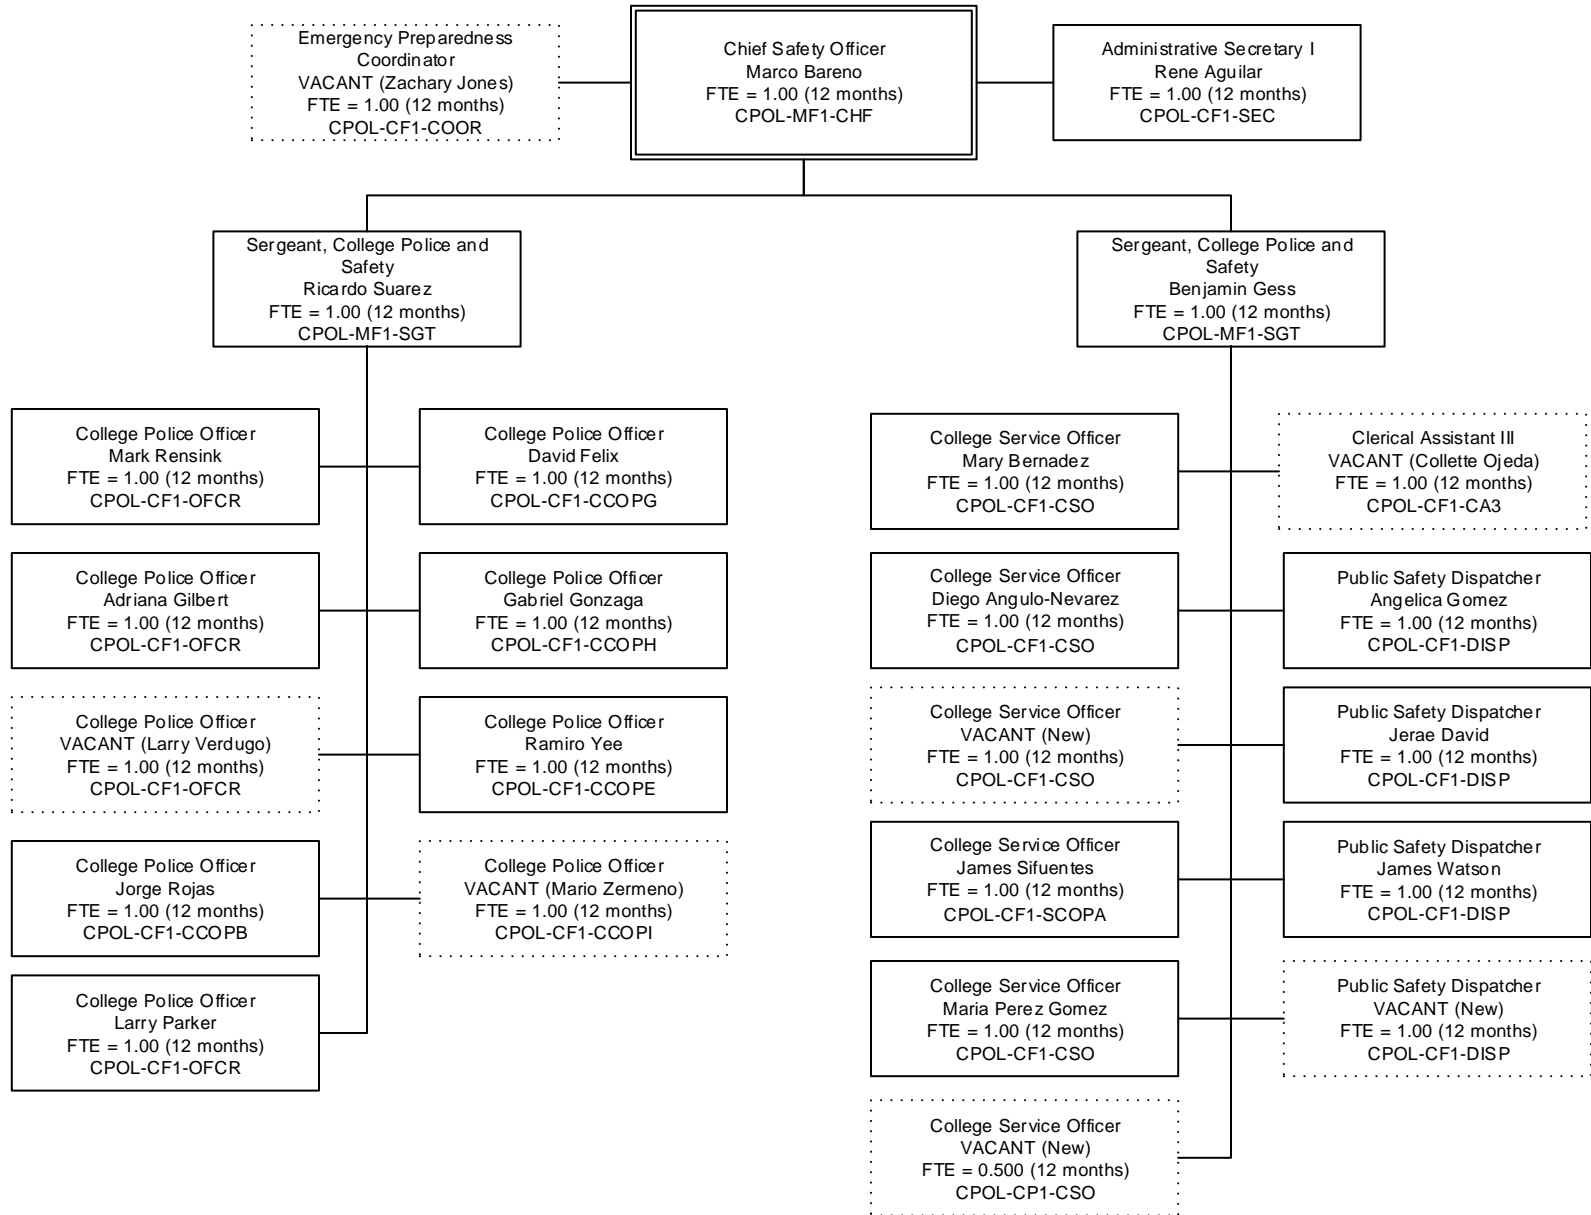 Emergency Preparedness
Coordinator
VACANT (Zachary Jones)
FTE = 1.00 (12 months)
CPOL-CF1-COOR
Chief Safety Officer
Marco Bareno
FTE = 1.00 (12 months)
CPOL-MF1-CHF
Administrative Secretary I
Rene Aguilar
FTE = 1.00 (12 months)
CPOL-CF1-SEC
Sergeant, College Police and
Safety
Ricardo Suarez
FTE = 1.00 (12 months)
CPOL-MF1-SGT
Sergeant, College Police and
Safety
Benjamin Gess
FTE = 1.00 (12 months)
CPOL-MF1-SGT
College Police Officer
Mark Rensink
FTE = 1.00 (12 months)
CPOL-CF1-OFCR
College Police Officer
David Felix
FTE = 1.00 (12 months)
CPOL-CF1-CCOPG
College Police Officer
Adriana Gilbert
FTE = 1.00 (12 months)
CPOL-CF1-OFCR
College Police Officer
Gabriel Gonzaga
FTE = 1.00 (12 months)
CPOL-CF1-CCOPH
College Police Officer
VACANT (Larry Verdugo)
FTE = 1.00 (12 months)
CPOL-CF1-OFCR
College Police Officer
Ramiro Yee
FTE = 1.00 (12 months)
CPOL-CF1-CCOPE
College Police Officer
Jorge Rojas
FTE = 1.00 (12 months)
CPOL-CF1-CCOPB
College Police Officer
VACANT (Mario Zermeno)
FTE = 1.00 (12 months)
CPOL-CF1-CCOPI
College Police Officer
Larry Parker
FTE = 1.00 (12 months)
CPOL-CF1-OFCR
College Service Officer
Mary Bernadez
FTE = 1.00 (12 months)
CPOL-CF1-CSO
Clerical Assistant III
VACANT (Collette Ojeda)
FTE = 1.00 (12 months)
CPOL-CF1-CA3
College Service Officer
Diego Angulo-Nevarez
FTE = 1.00 (12 months)
CPOL-CF1-CSO
Public Safety Dispatcher
Angelica Gomez
FTE = 1.00 (12 months)
CPOL-CF1-DISP
College Service Officer
VACANT (New)
FTE = 1.00 (12 months)
CPOL-CF1-CSO
Public Safety Dispatcher
Jerae David
FTE = 1.00 (12 months)
CPOL-CF1-DISP
College Service Officer
James Sifuentes
FTE = 1.00 (12 months)
CPOL-CF1-SCOPA
Public Safety Dispatcher
James Watson
FTE = 1.00 (12 months)
CPOL-CF1-DISP
College Service Officer
Maria Perez Gomez
FTE = 1.00 (12 months)
CPOL-CF1-CSO
Public Safety Dispatcher
VACANT (New)
FTE = 1.00 (12 months)
CPOL-CF1-DISP
College Service Officer
VACANT (New)
FTE = 0.500 (12 months)
CPOL-CP1-CSO